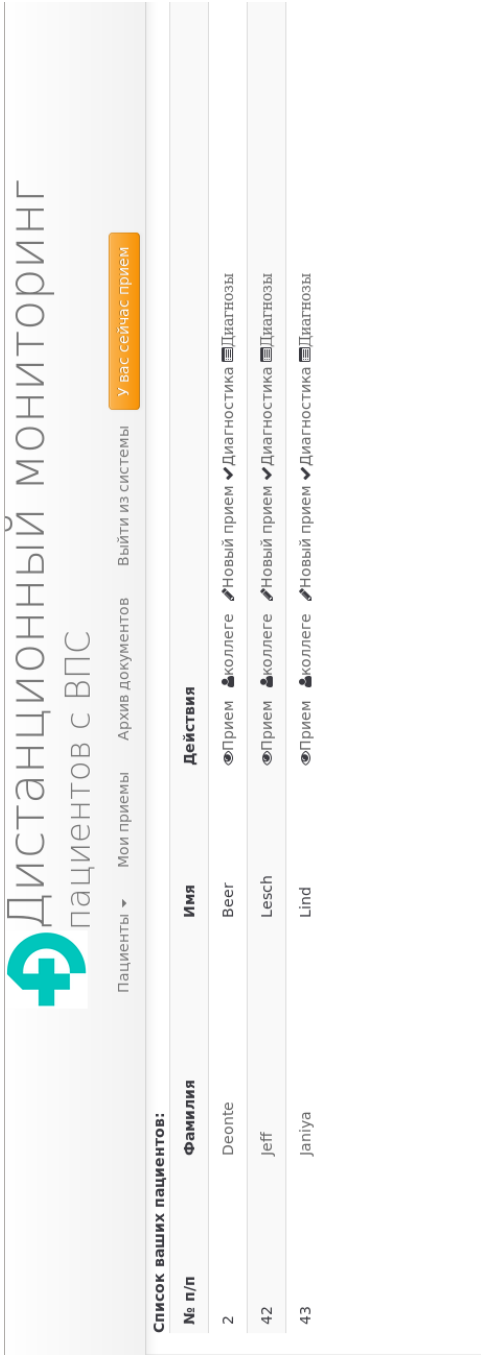 Дистанционный мониторинг
пациентов с ВПС
Пациенты Мои приемы Архив документов Выйти из системы У вас сейчас прием
Список ваших пациентов:
№ п/п Фамилия Имя Действия
2 Deonte Beer Прием коллеге Новый прием Диагностика Диагнозы
42 Jeff Lesch Прием коллеге Новый прием Диагностика Диагнозы
43 Janiya Lind Прием коллеге Новый прием Диагностика Диагнозы